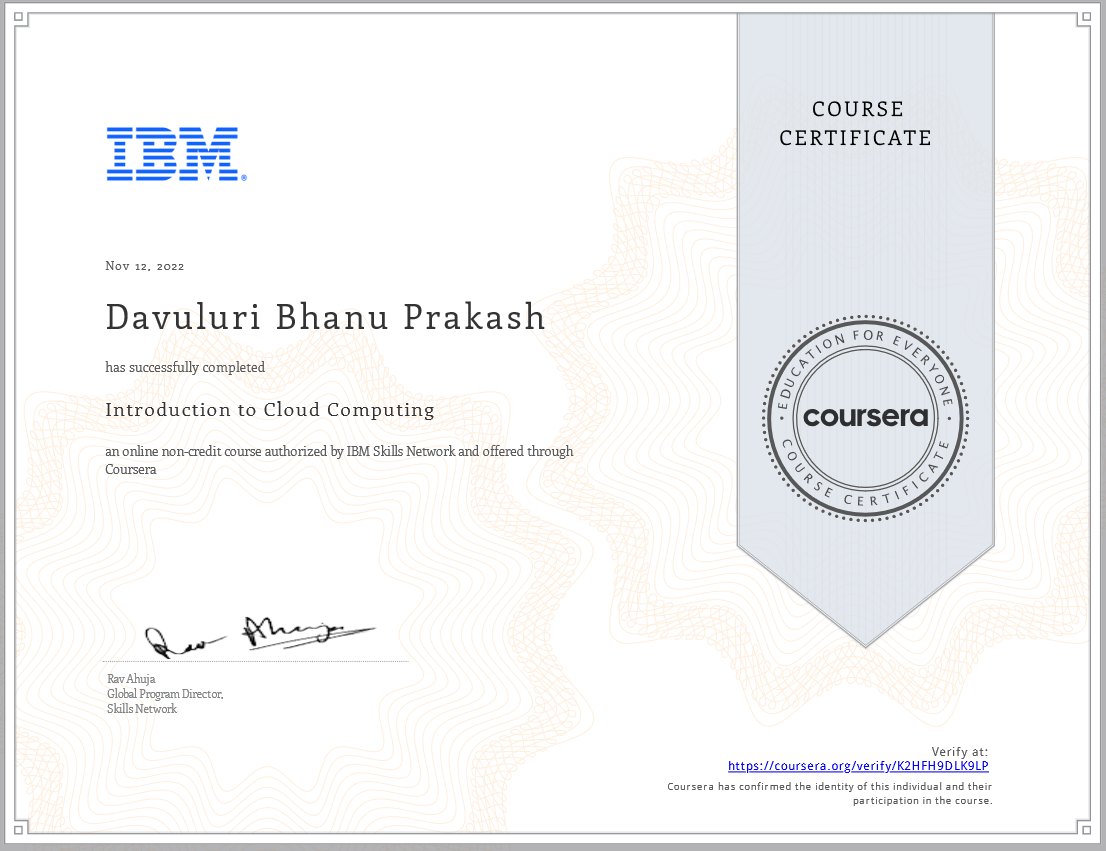 COURSE
CERTIFICATE
IBM®
Nov 12, 2022
Davuluri Bhanu Prakash
has successfully completed
Introduction to Cloud Computing
an online non-credit course authorized by IBM Skills Network and offered through
Coursera
EDUCATION FOR EVERYONE
coursera
COURSE CERTIFICATE
Rav Ahuja
Rav Ahuja
Global Program Director,
Skills Network
Verify at:
https://coursera.org/verify/K2HFH9DLK9LP
Coursera has confirmed the identity of this individual and their
participation in the course.